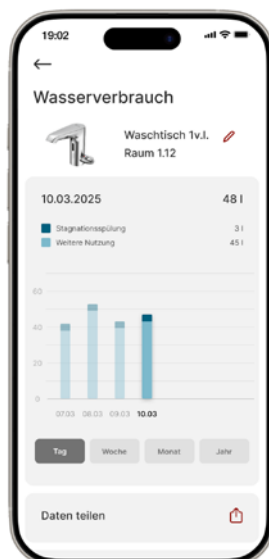 19:02
Wasserverbrauch
Waschtisch 1v.l.
Raum 1.12
10.03.2025 48 l
Stagnationsspülung 3 l
Weitere Nutzung 45 l
60
40
20
0
07.03 08.03 09.03 10.03
Tag Woche Monat Jahr
Daten teilen